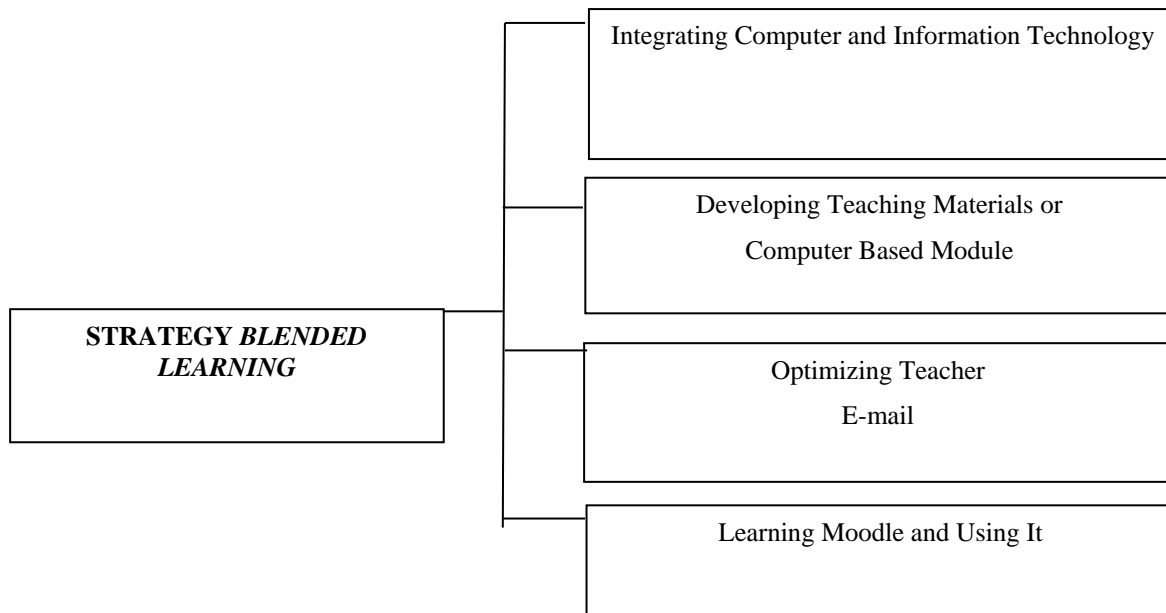 Integrating Computer and Information Technology
Developing Teaching Materials or
Computer Based Module
STRATEGY BLENDED
LEARNING
Optimizing Teacher
E-mail
Learning Moodle and Using It